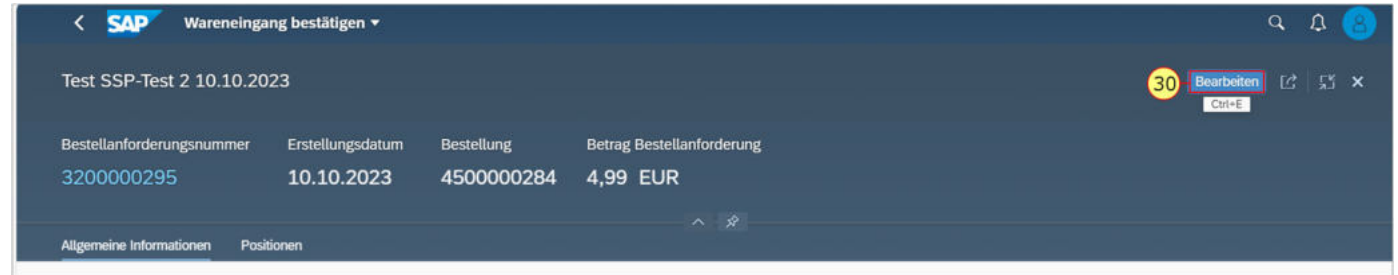 SAP Wareneingang bestätigen
Test SSP-Test 2 10.10.2023
30 Bearbeiten
Ctrl+E
Bestellanforderungsnummer Erstellungsdatum Bestellung Betrag Bestellanforderung
3200000295 10.10.2023 4500000284 4,99 EUR
Allgemeine Informationen Positionen